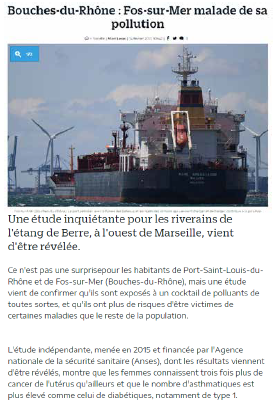 Bouches-du-Rhône : Fos-sur-Mer malade de sa
pollution
Une étude inquiétante pour les riverains de
l'étang de Berre, à l'ouest de Marseille, vient
d'être révélée.
Ce n'est pas une surprisepour les habitants de Port-Saint-Louis-du-
Rhône et de Fos-sur-Mer (Bouches-du-Rhône), mais une étude
vient de confirmer qu'ils sont exposés à un cocktail de polluants de
toutes sortes, et qu'ils ont plus de risques d'être victimes de
certaines maladies que le reste de la population.
L'étude indépendante, menée en 2015 et financée par l'Agence
nationale de la sécurité sanitaire (Anses), dont les résultats viennent
d'être révélés, montre que les femmes connaissent trois fois plus de
cancer de l'utérus qu'ailleurs et que le nombre d'asthmatiques est
plus élevé comme celui de diabétiques, notamment de type 1.